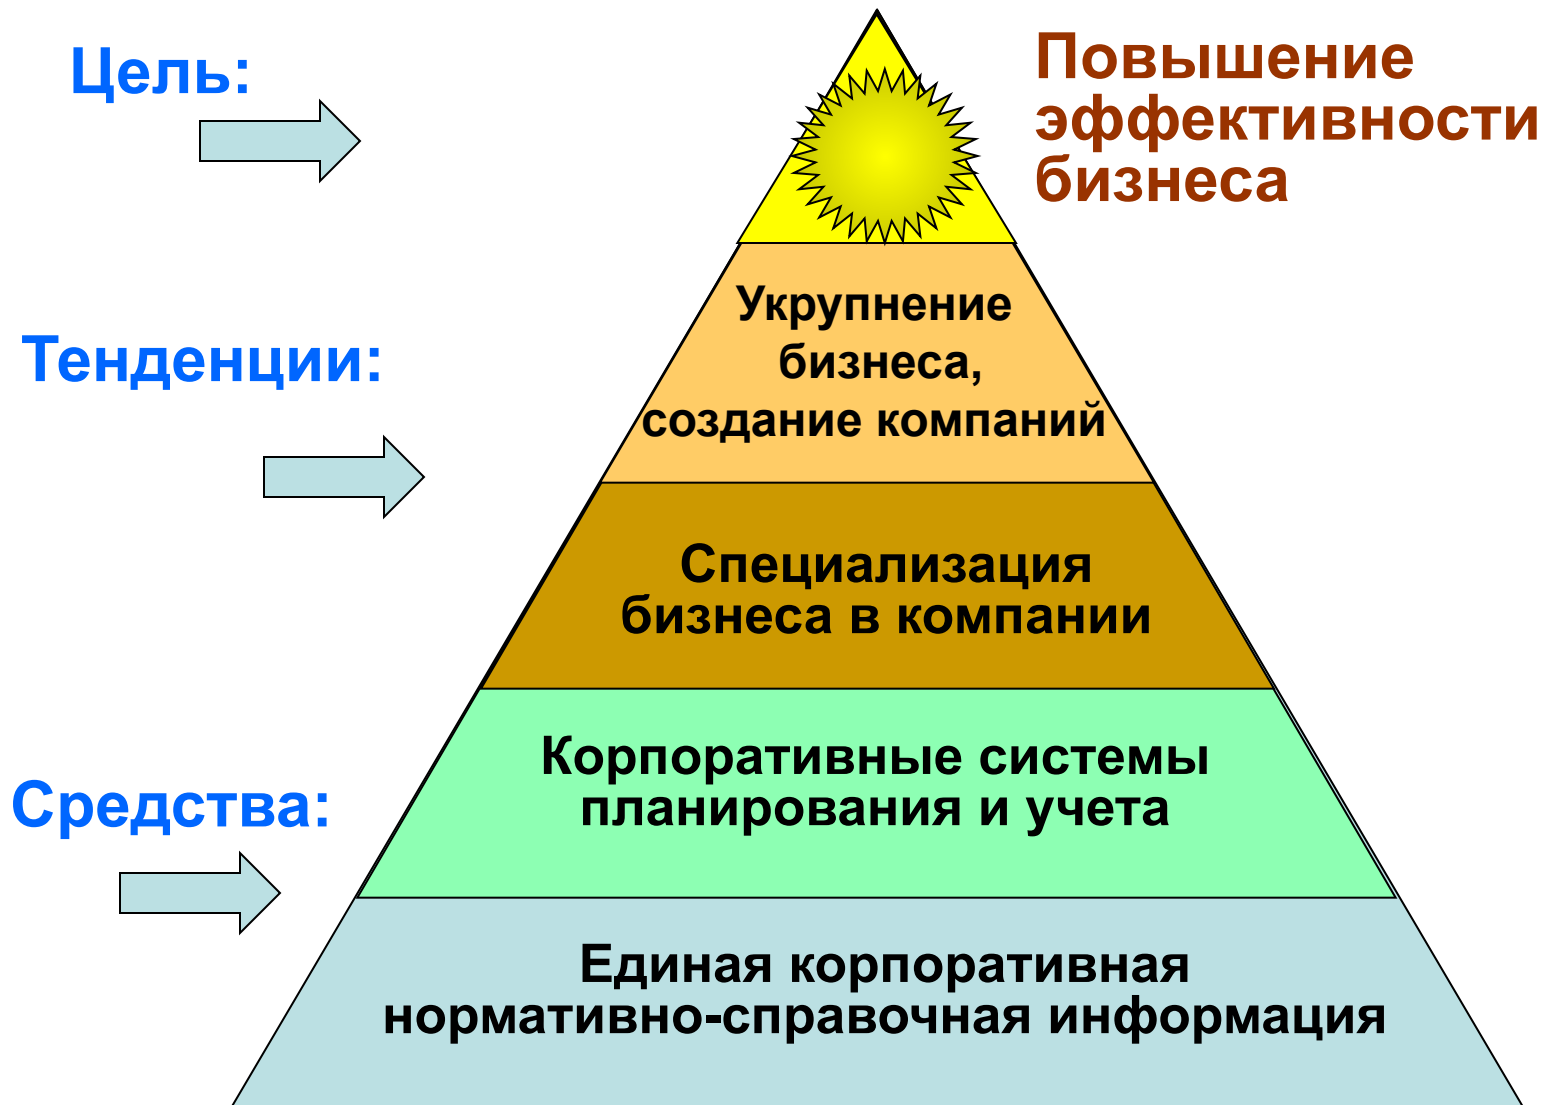 Цель:
Повышение
эффективности
бизнеса
Тенденции:
Укрупнение
бизнеса,
создание компаний
Специализация
бизнеса в компании
Средства:
Корпоративные системы
планирования и учета
Единая корпоративная
нормативно-справочная информация